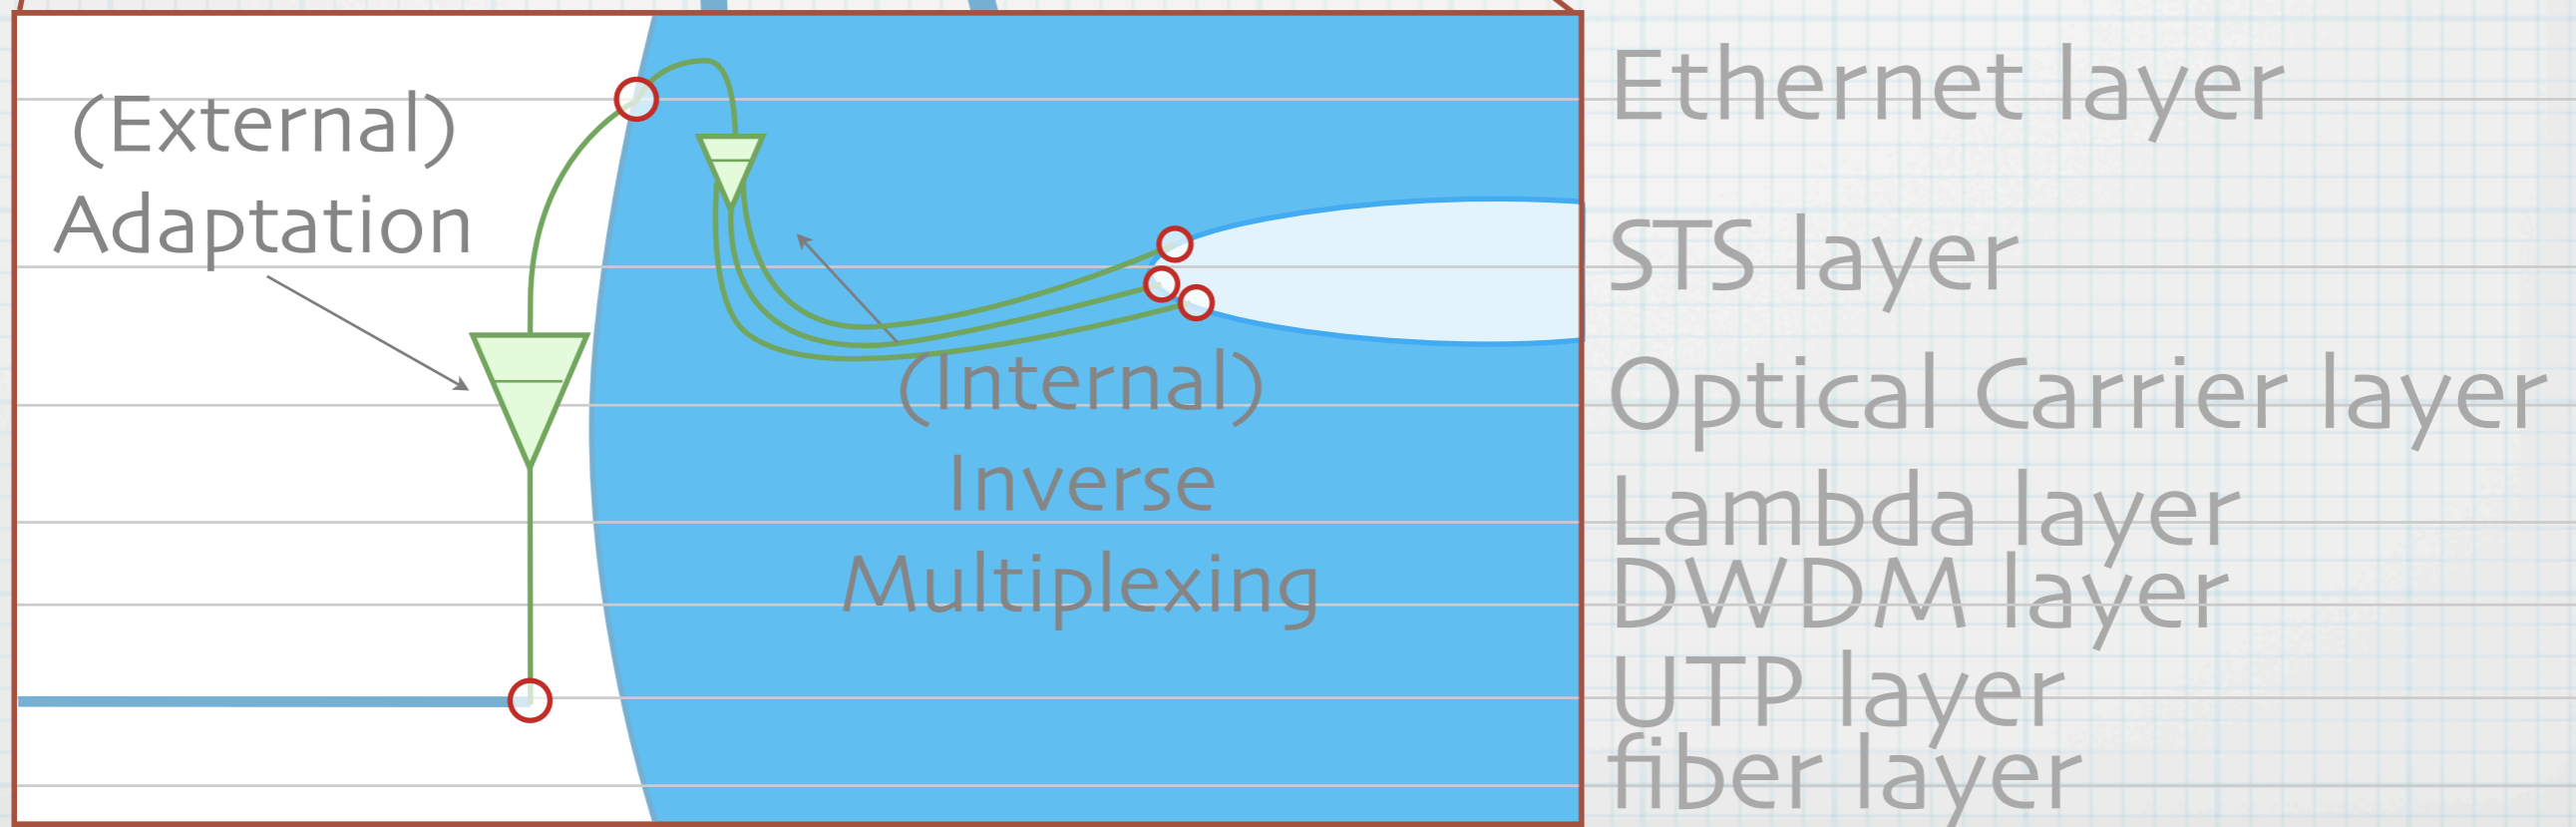 (External)
Adaptation
(Internal)
Inverse
Multiplexing
Ethernet layer
STS layer
Optical Carrier layer
Lambda layer
DWDM layer
UTP layer
fiber layer